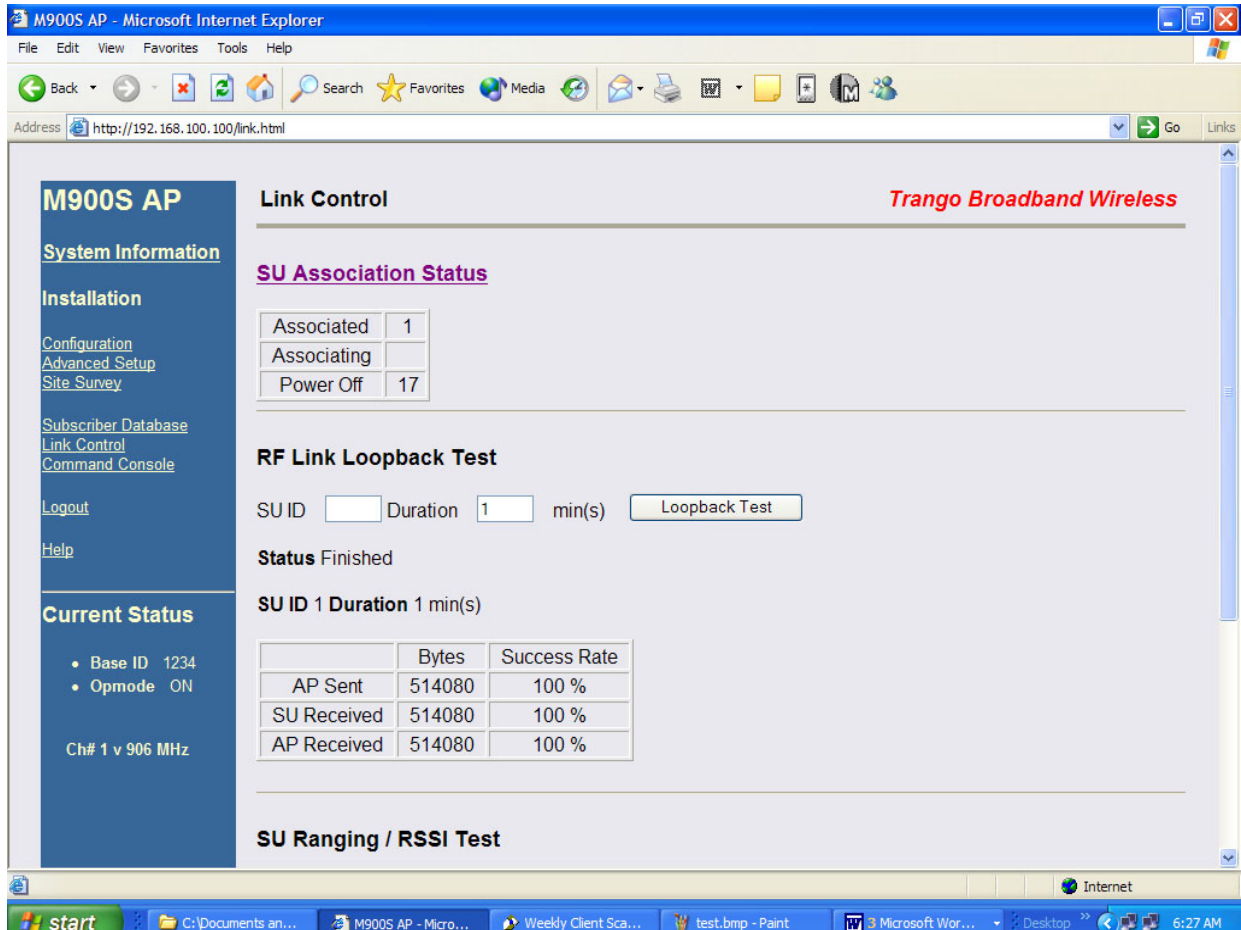 M900S AP - Microsoft Internet Explorer
File Edit View Favorites Tools Help
Back Search Favorites Media
Address http://192.168.100.100/link.html Go Links
M900S AP
System Information
Installation
Configuration
Advanced Setup
Site Survey
Subscriber Database
Link Control
Command Console
Logout
Help
Current Status
Base ID 1234
Opmode ON
Ch# 1 v 906 MHz
Link Control Trango Broadband Wireless
SU Association Status
Associated 1
Associating
Power Off 17
RF Link Loopback Test
SU ID Duration 1 min(s) Loopback Test
Status Finished
SU ID 1 Duration 1 min(s)
Bytes Success Rate
AP Sent 514080 100 %
SU Received 514080 100 %
AP Received 514080 100 %
SU Ranging / RSSI Test
Internet
start C:\Documents an... M900S AP - Micro... Weekly Client Sca... test.bmp - Paint 3 Microsoft Wor... Desktop » 6:27 AM